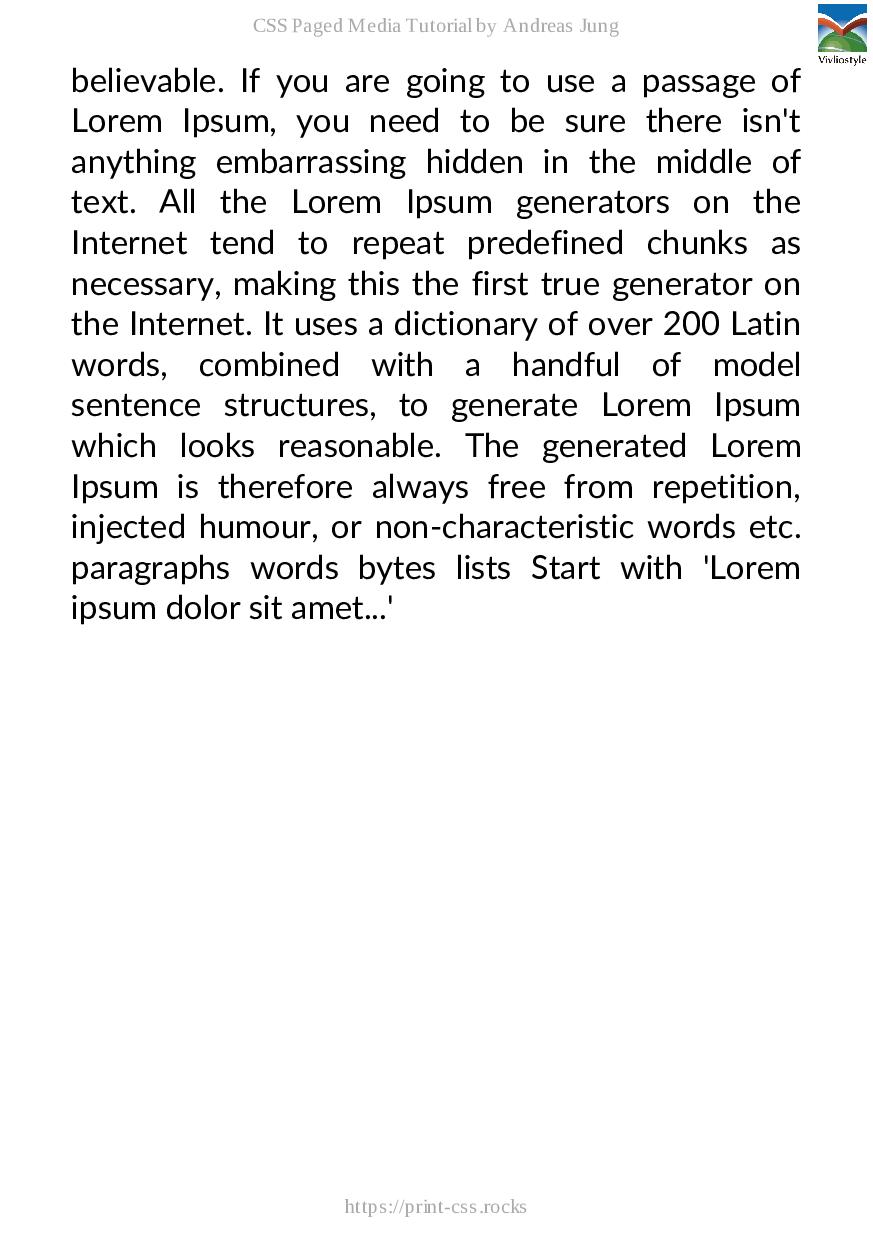 CSS Paged Media Tutorial by Andreas Jung
Vivliostyle
believable. If you are going to use a passage of
Lorem Ipsum, you need to be sure there isn't
anything embarrassing hidden in the middle of
text. All the Lorem Ipsum generators on the
Internet tend to repeat predefined chunks as
necessary, making this the first true generator on
the Internet. It uses a dictionary of over 200 Latin
words, combined with a handful of model
sentence structures, to generate Lorem Ipsum
which looks reasonable. The generated Lorem
Ipsum is therefore always free from repetition,
injected humour, or non-characteristic words etc.
paragraphs words bytes lists Start with 'Lorem
ipsum dolor sit amet...'
https://print-css.rocks